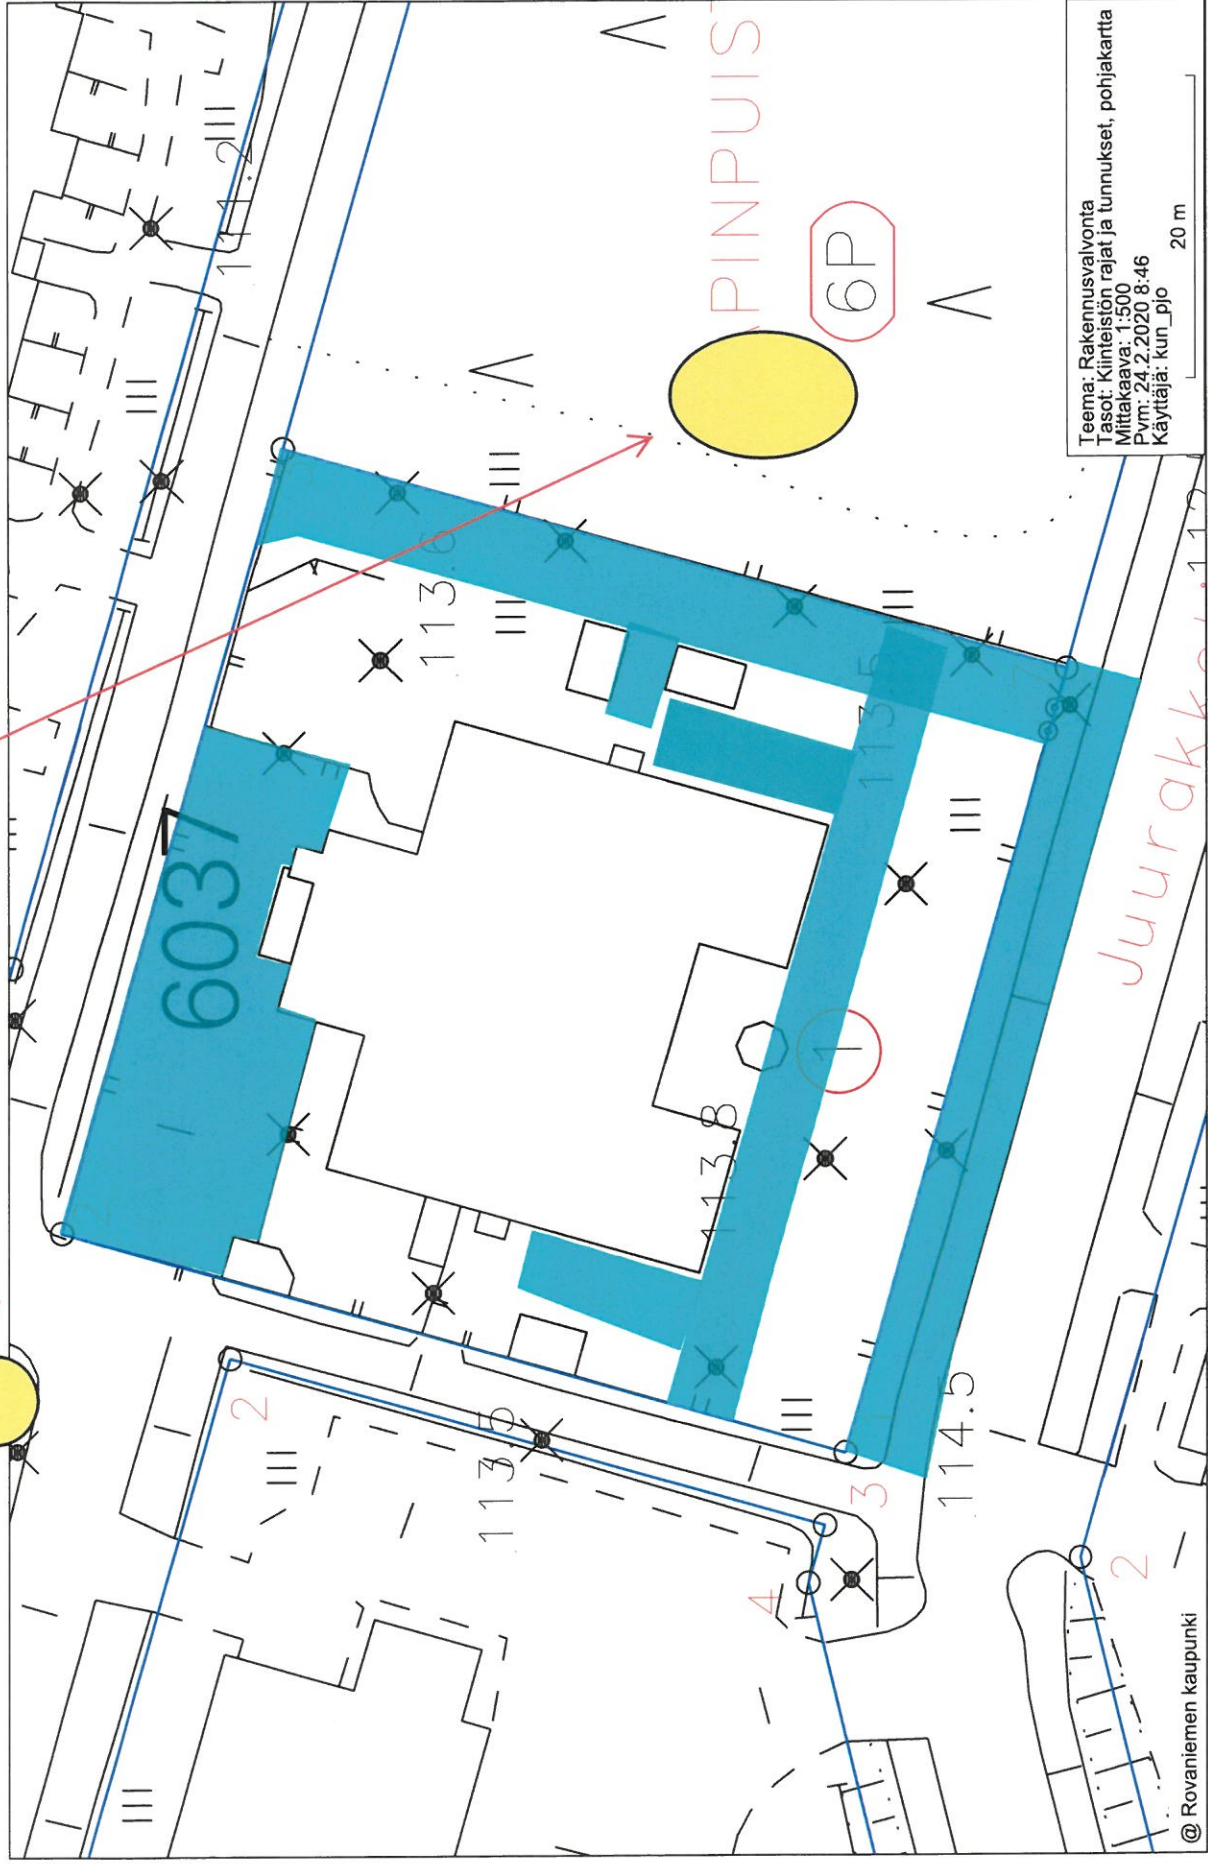 Teema: Rakennusvalvonta
Tasot: Kiinteistön rajat ja tunnukset, pohjakartta
Mittakaava: 1:500
Pvm: 24.2.2020 8:46
Käyttäjä: kun_pjo
20 m
@ Rovaniemen kaupunki
6037
6P
PINPUIS
111.2
113.6
113.5
113.8
1
113.5
114.5
2
3
4
2